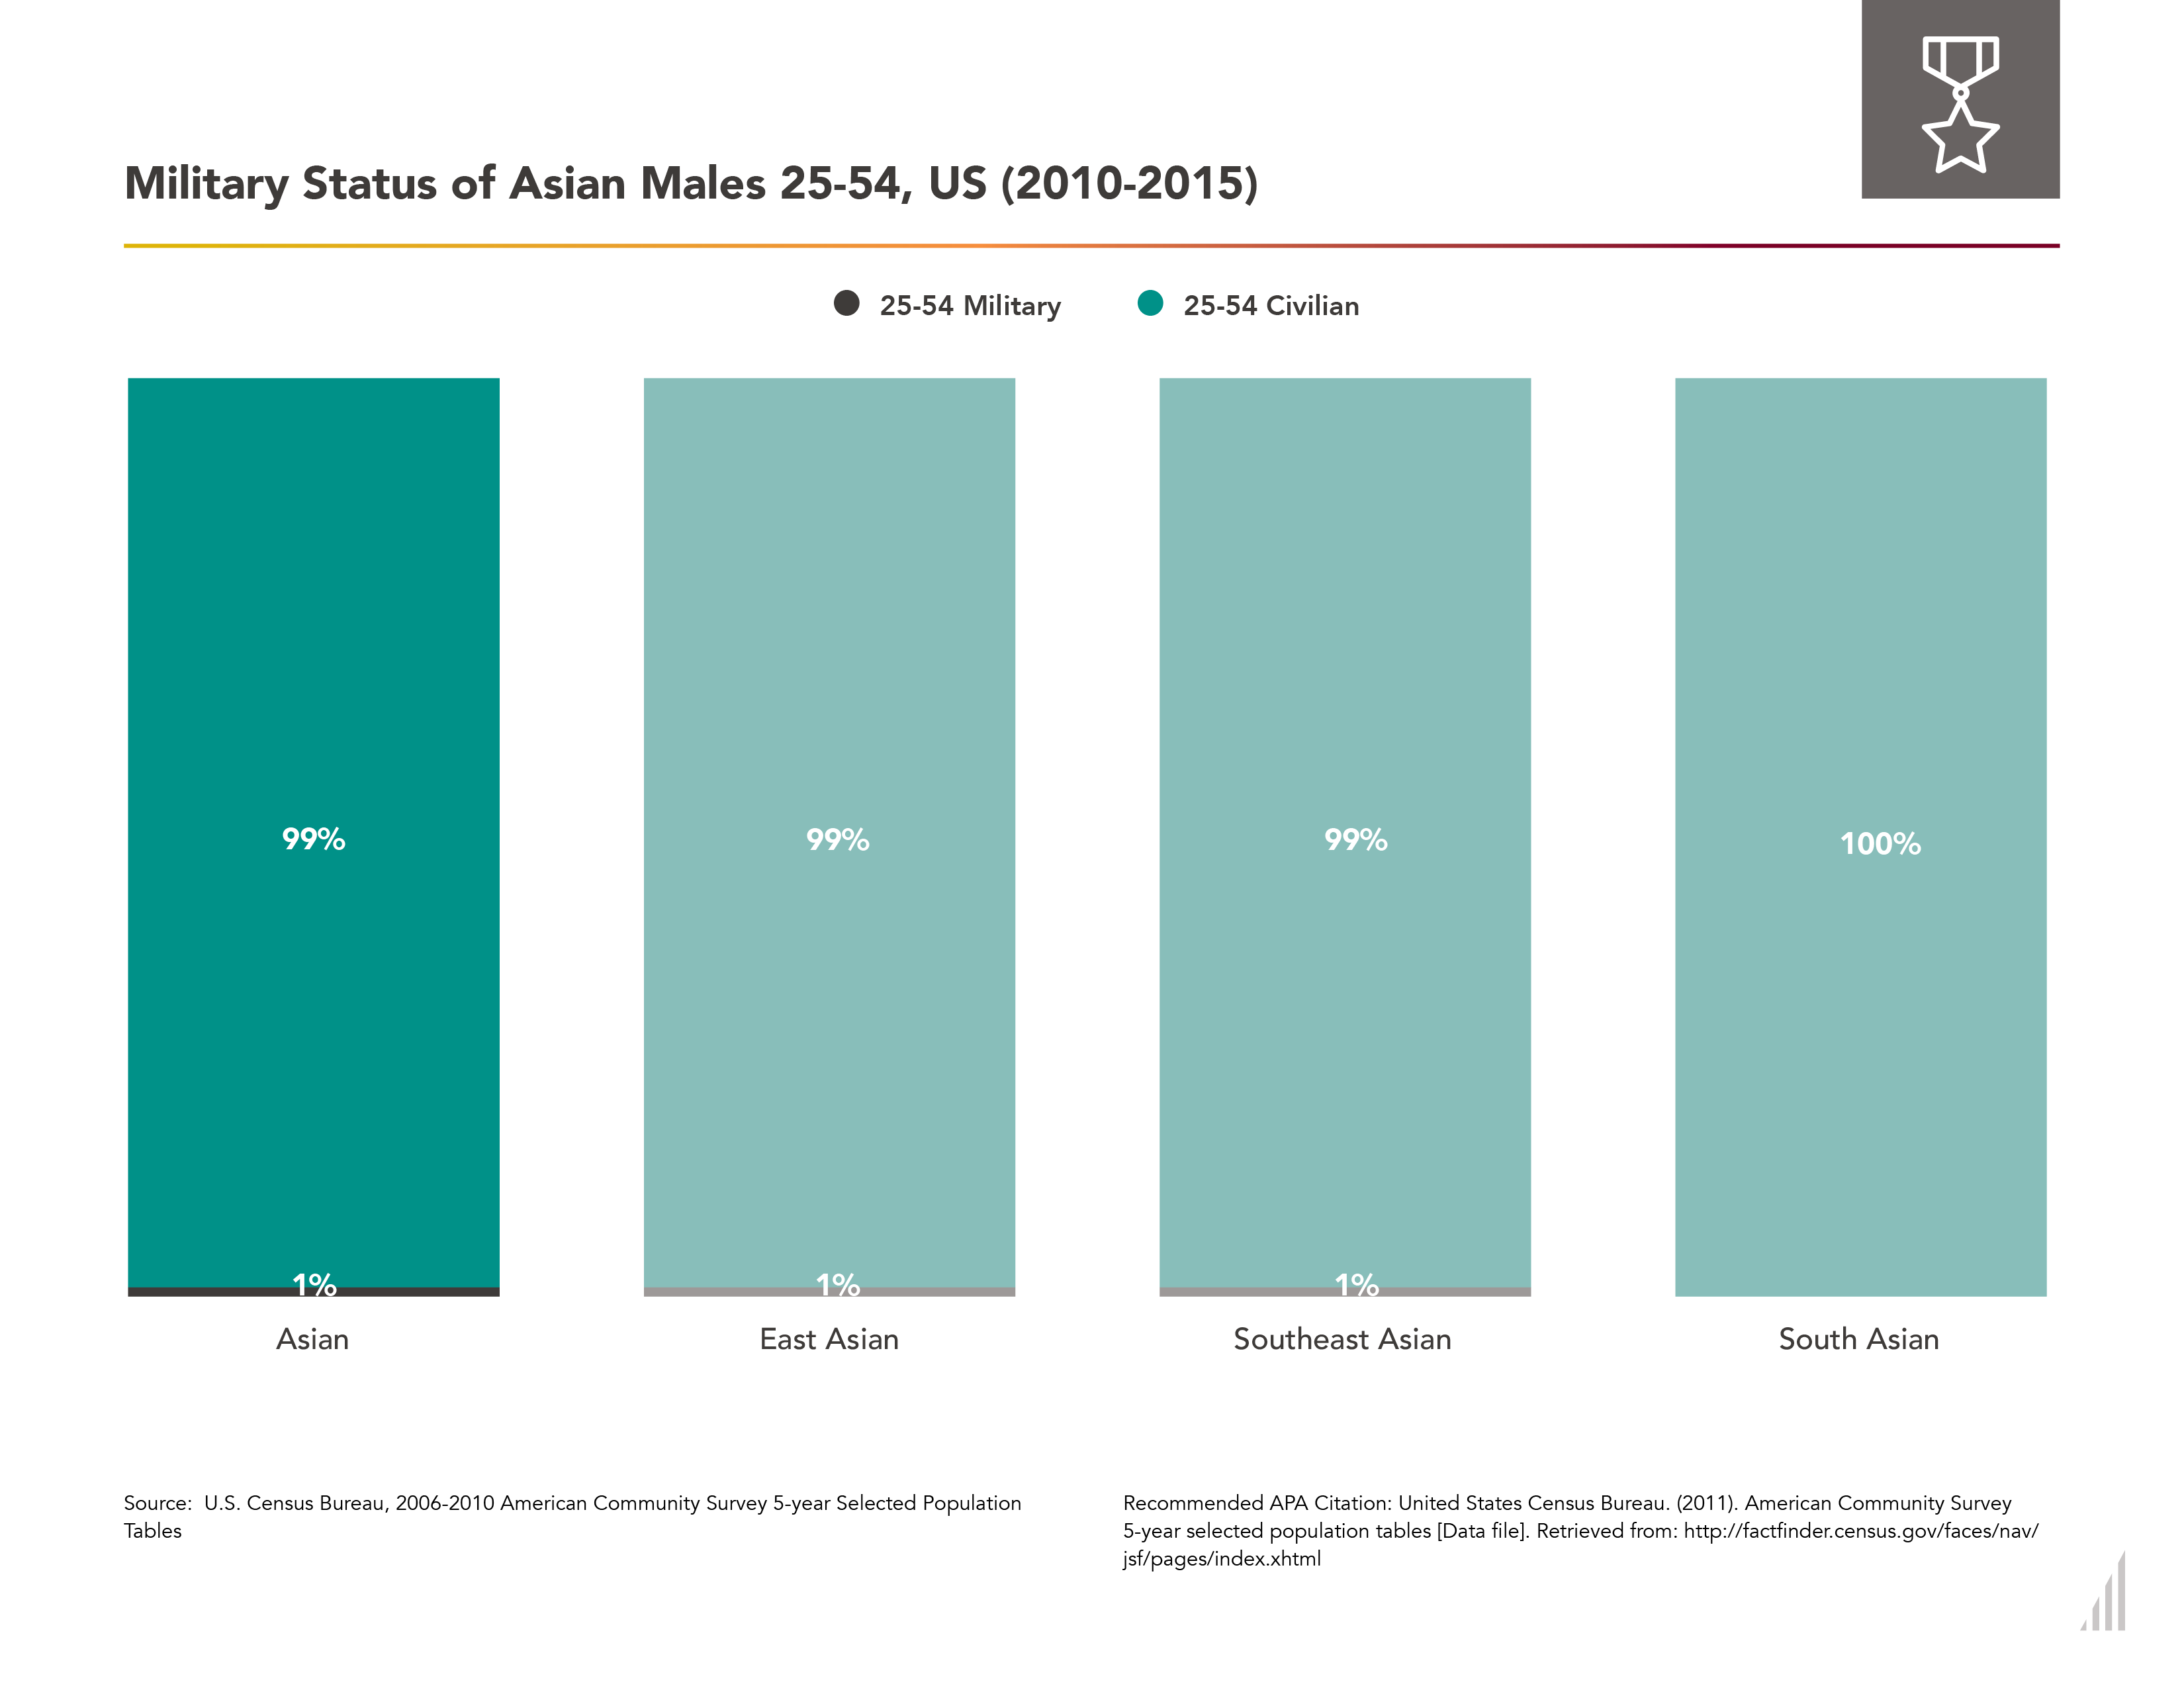 Military Status of Asian Males 25-54, US (2010-2015)
25-54 Military
25-54 Civilian
99%
99%
99%
100%
1%
1%
1%
Asian
East Asian
Southeast Asian
South Asian
Source:  U.S. Census Bureau, 2006-2010 American Community Survey 5-year Selected Population
Tables
Recommended APA Citation: United States Census Bureau. (2011). American Community Survey
5-year selected population tables [Data file]. Retrieved from: http://factfinder.census.gov/faces/nav/
jsf/pages/index.xhtml